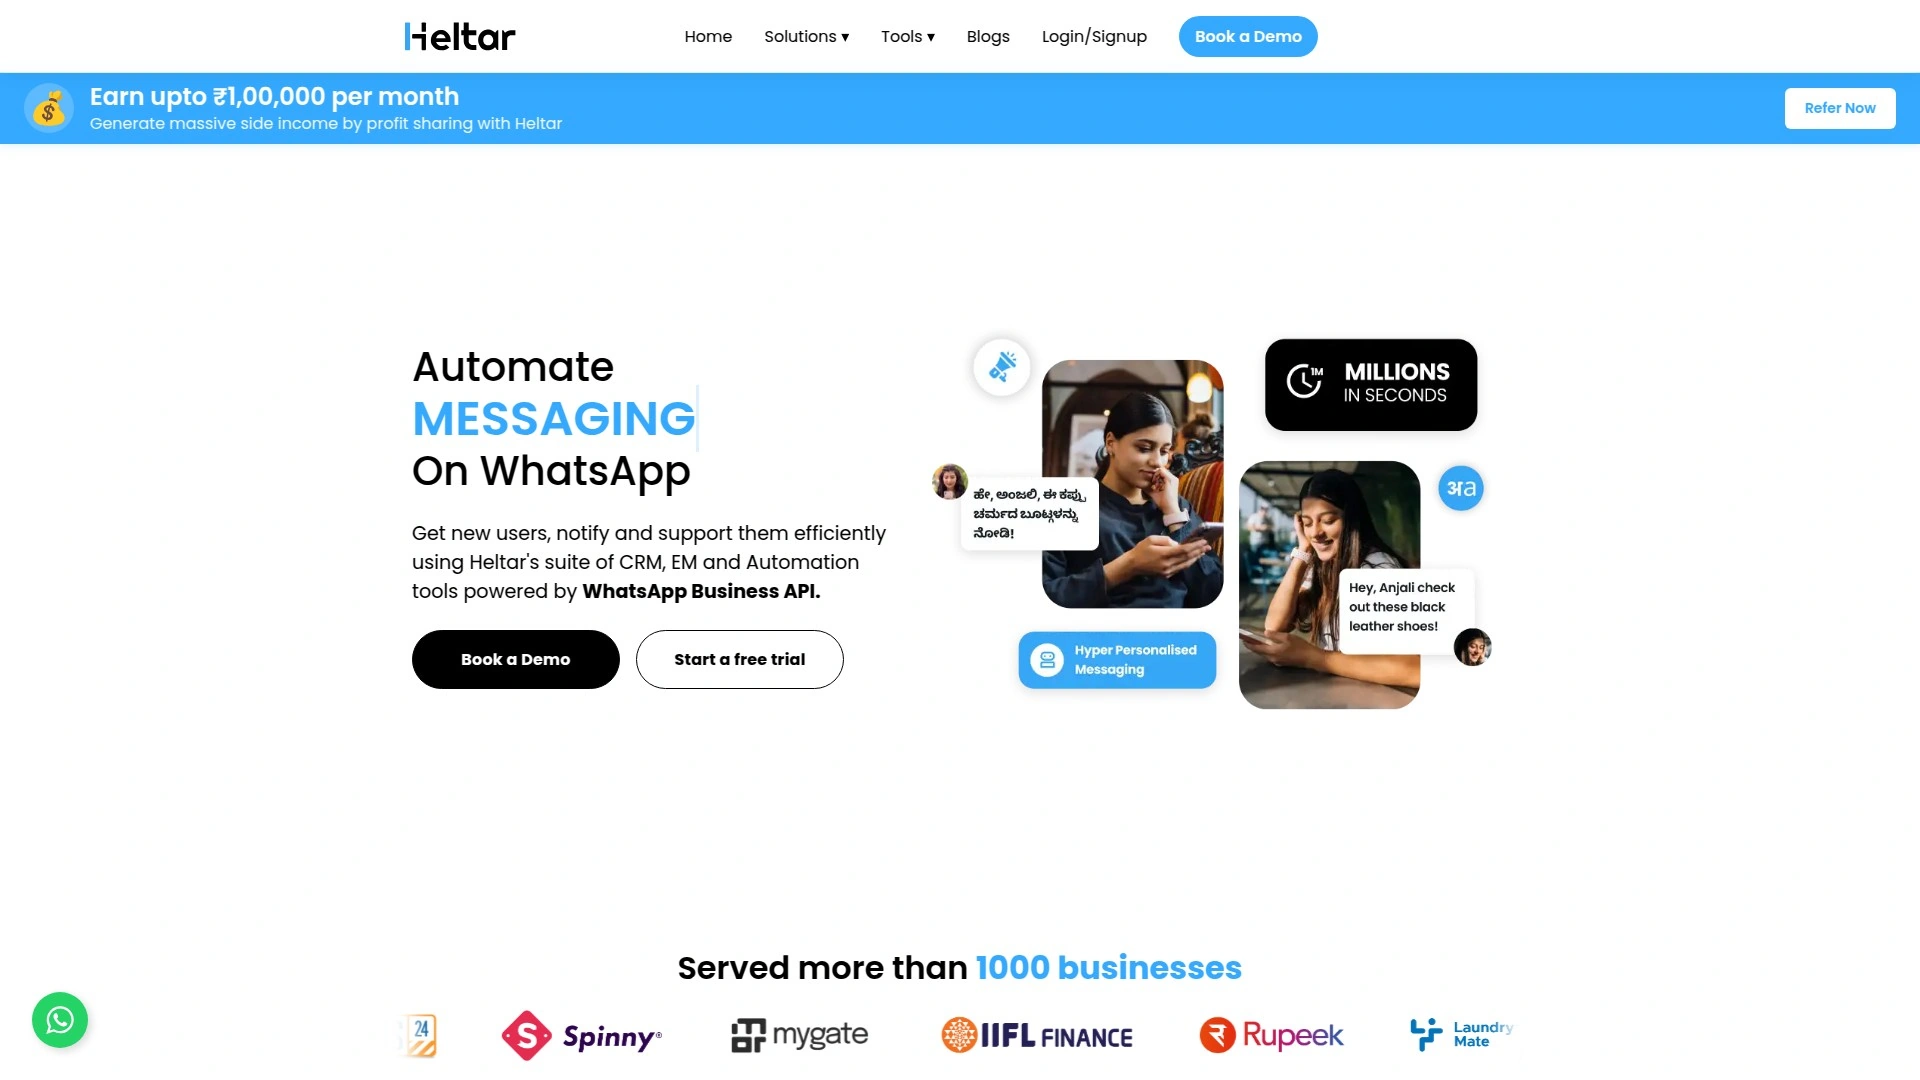 Heltar
Home
Solutions ▾
Tools ▾
Blogs
Login/Signup
Book a Demo
Earn upto ₹1,00,000 per month
Generate massive side income by profit sharing with Heltar
Refer Now
Automate
MESSAGING
On WhatsApp
Get new users, notify and support them efficiently
using Heltar's suite of CRM, EM and Automation
tools powered by WhatsApp Business API.
Book a Demo
Start a free trial
1M
MILLIONS
IN SECONDS
ಹೇ, ಅಂಜಲಿ, ಈ ಕಪ್ಪು
ಚರ್ಮದ ಬೂಟ್ಗಳನ್ನು
ನೋಡಿ!
अa
Hey, Anjali check
out these black
leather shoes!
Hyper Personalised
Messaging
Served more than 1000 businesses
24
Spinny®
mygate
IIFL FINANCE
Rupeek
Laundry
Mate